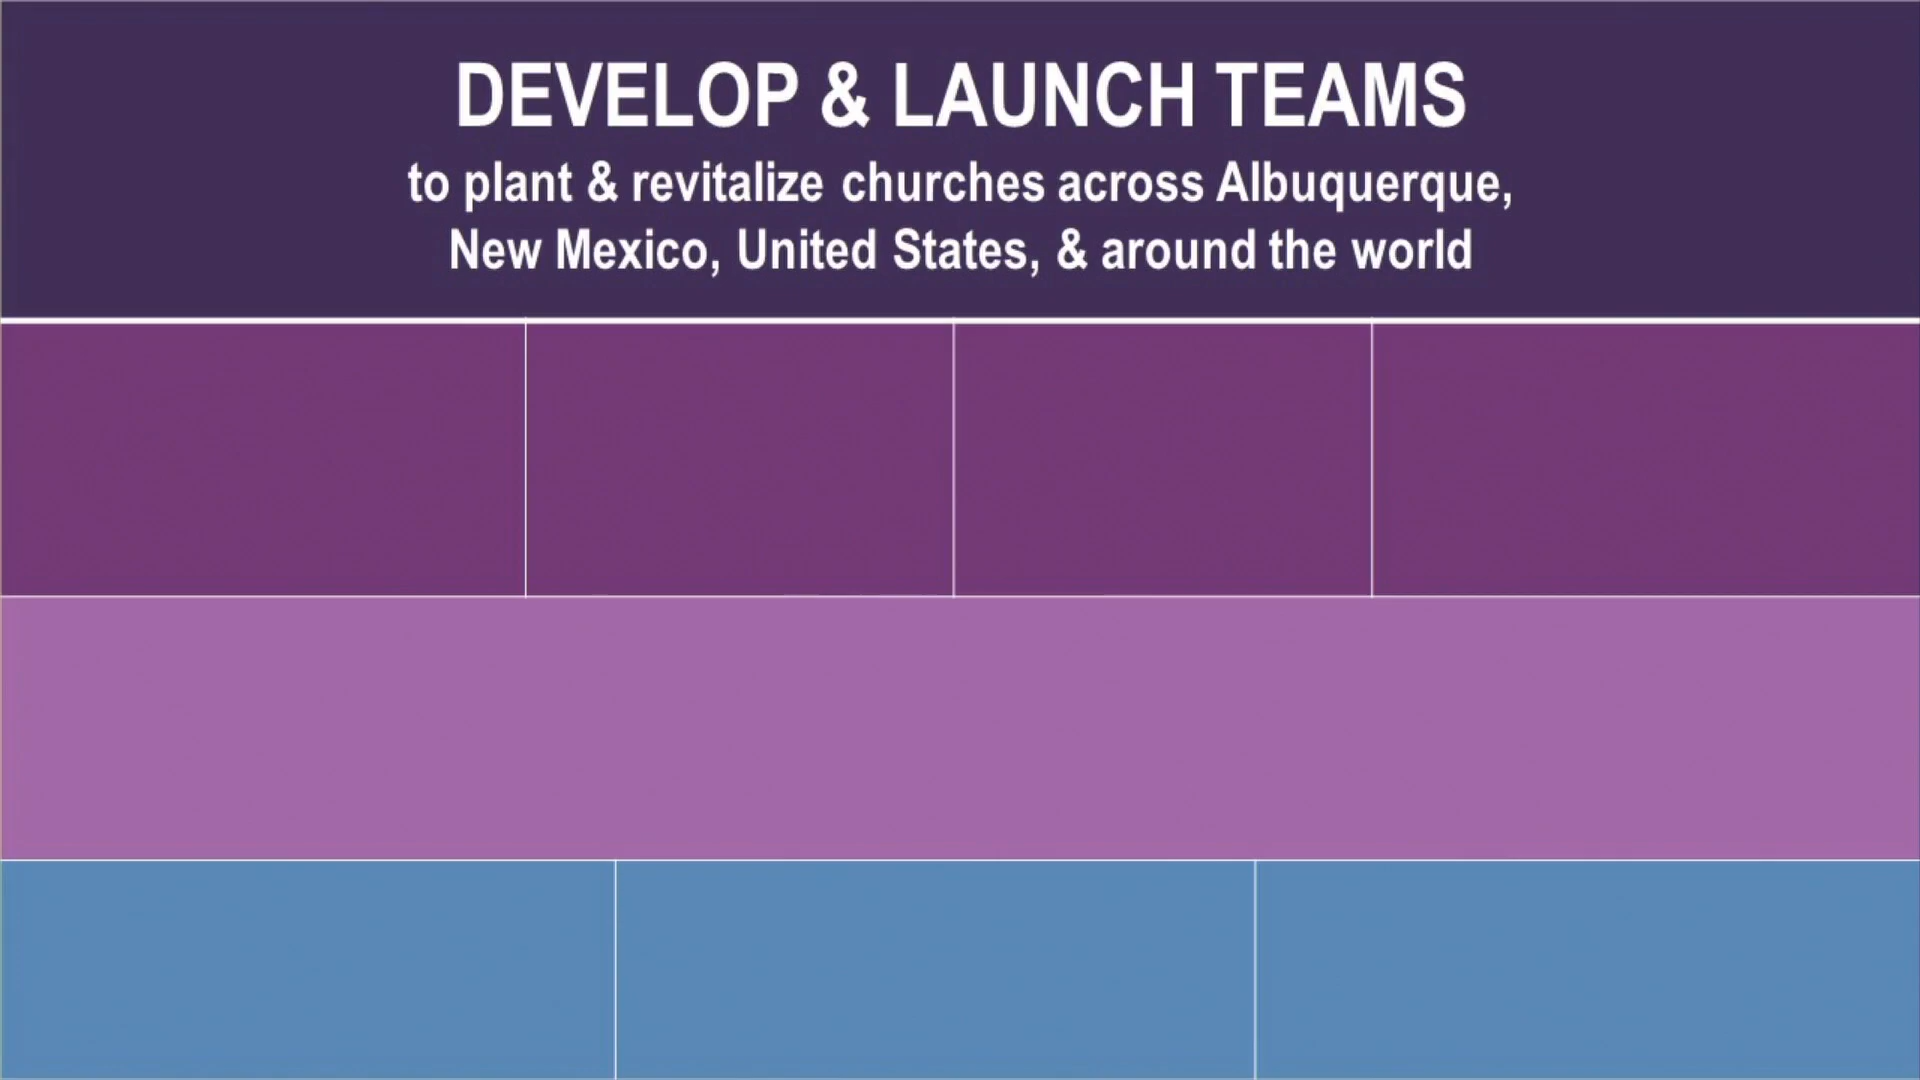 DEVELOP & LAUNCH TEAMS
to plant & revitalize churches across Albuquerque,
New Mexico, United States, & around the world